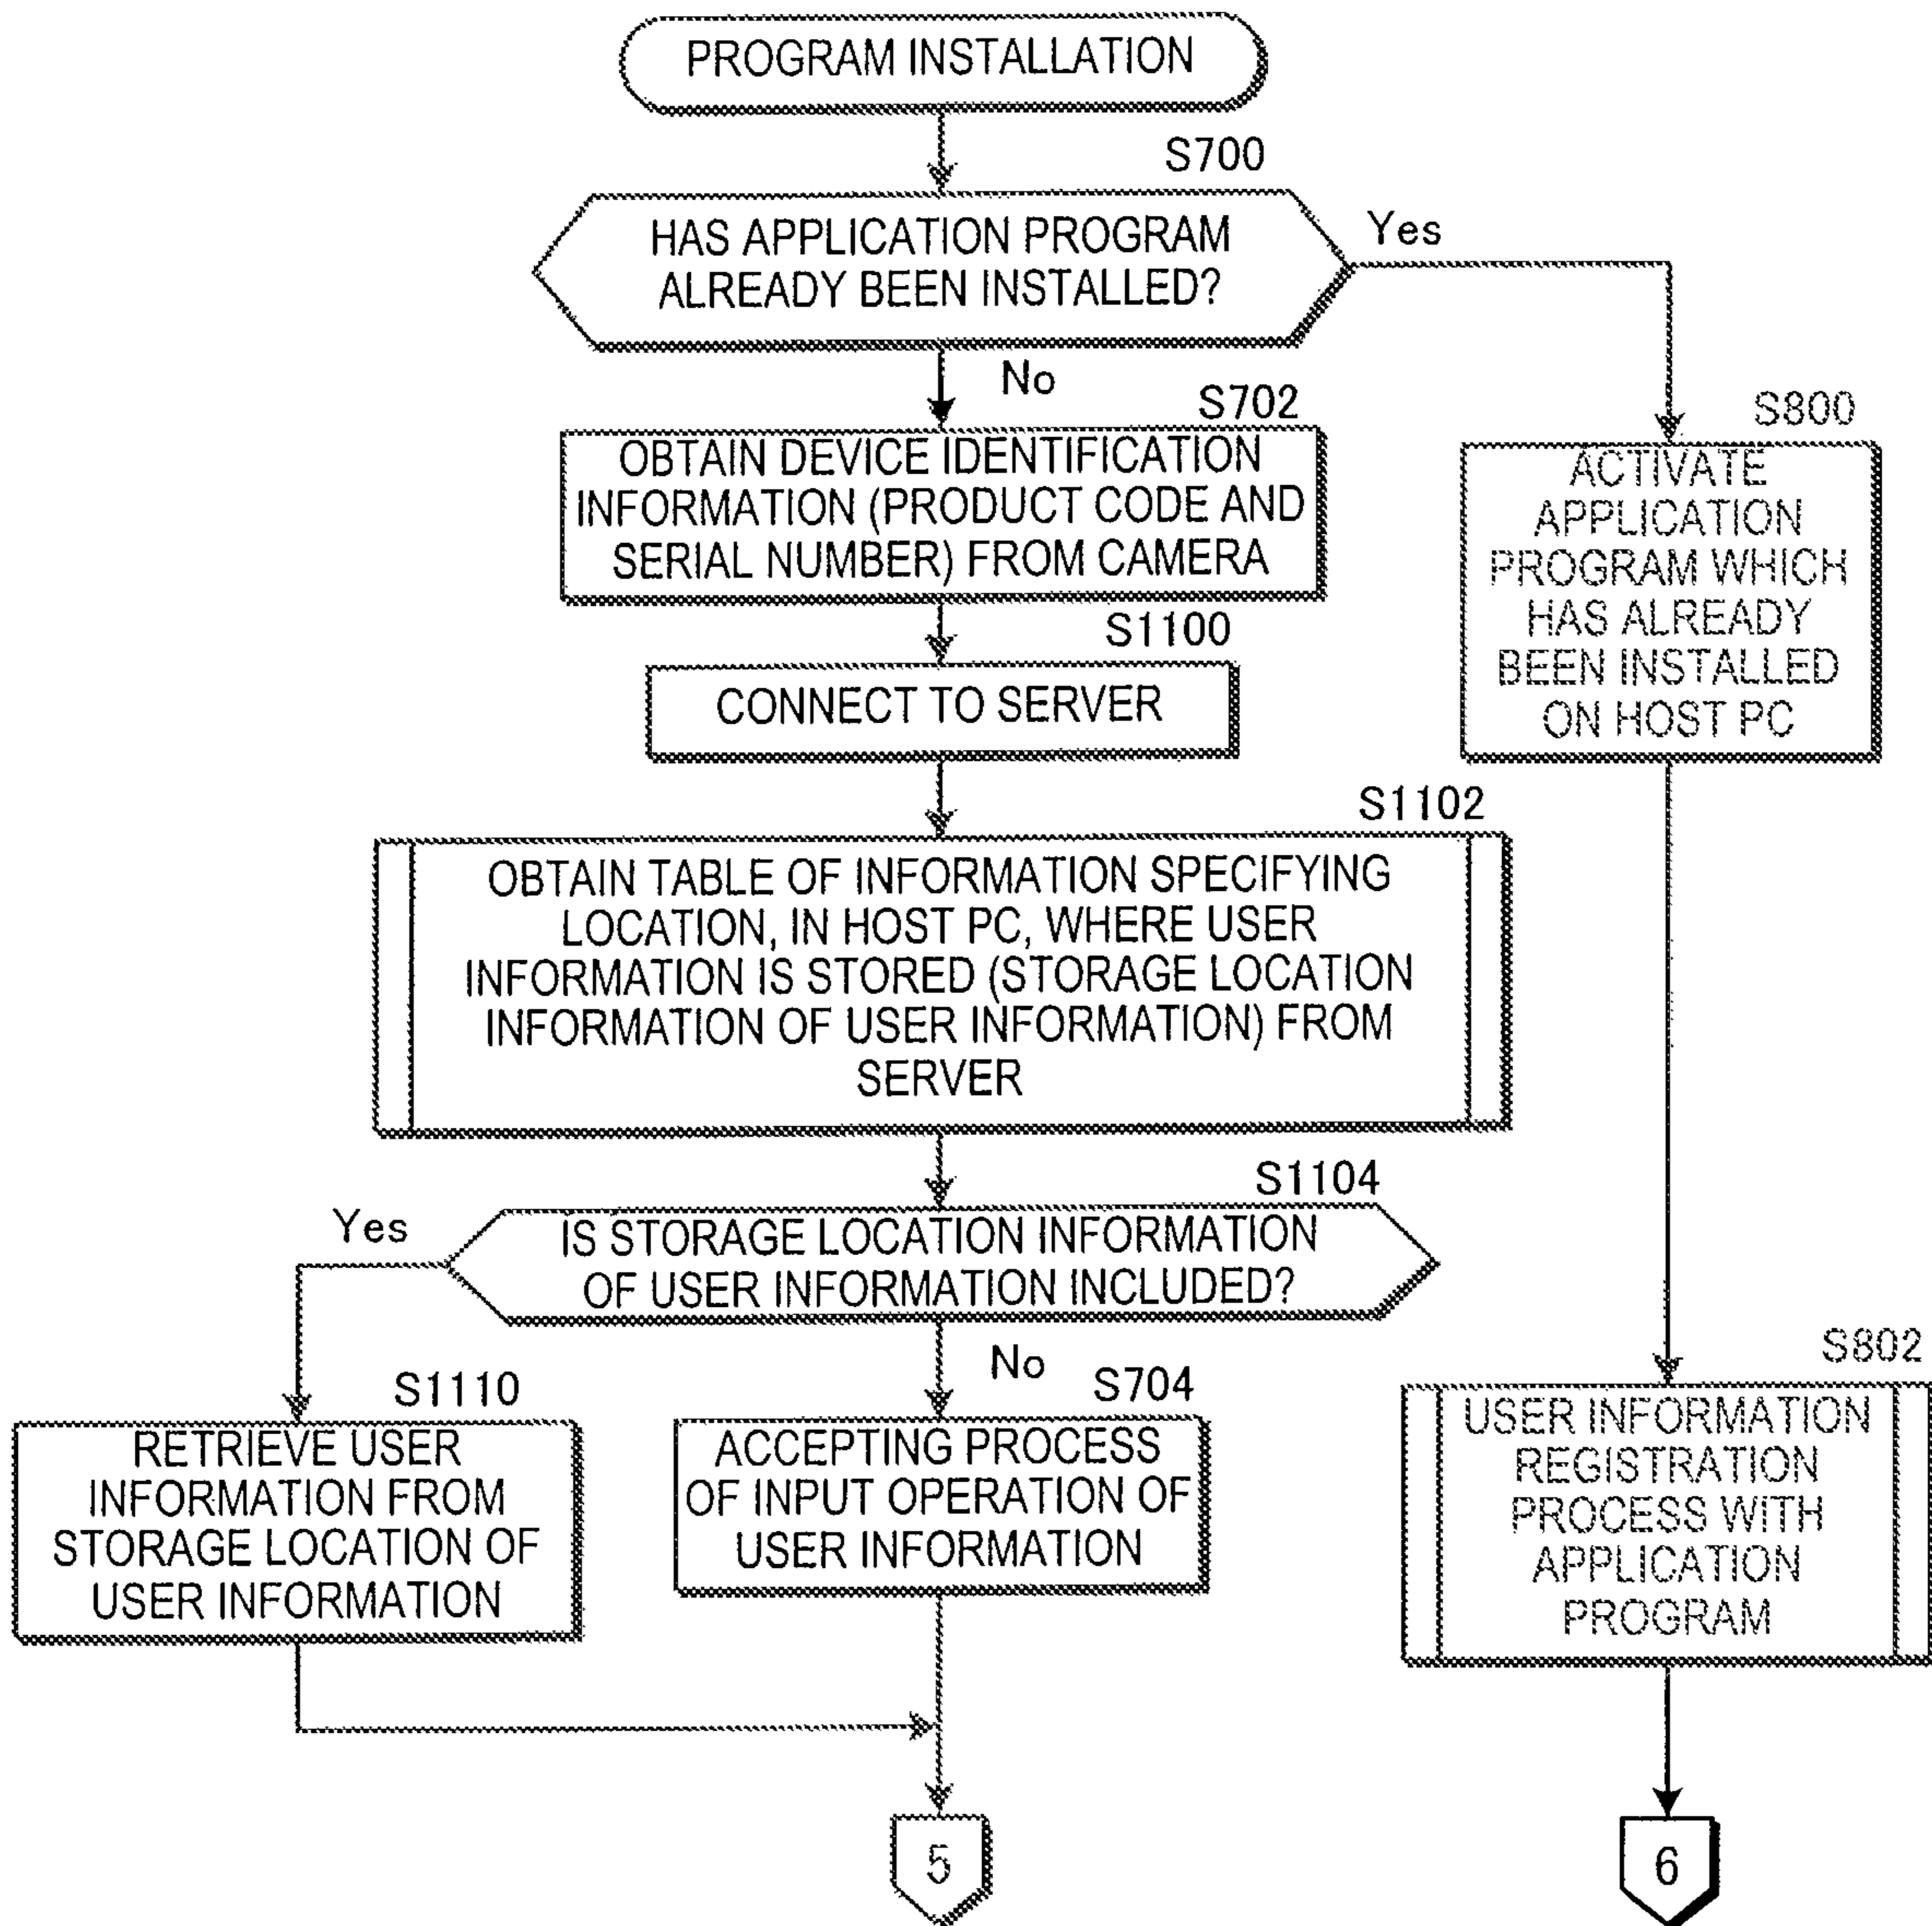 PROGRAM INSTALLATION
S700
HAS APPLICATION PROGRAM
ALREADY BEEN INSTALLED?
Yes
No
S702
OBTAIN DEVICE IDENTIFICATION
INFORMATION (PRODUCT CODE AND
SERIAL NUMBER) FROM CAMERA
S800
ACTIVATE
APPLICATION
PROGRAM WHICH
HAS ALREADY
BEEN INSTALLED
ON HOST PC
S1100
CONNECT TO SERVER
S1102
OBTAIN TABLE OF INFORMATION SPECIFYING
LOCATION, IN HOST PC, WHERE USER
INFORMATION IS STORED (STORAGE LOCATION
INFORMATION OF USER INFORMATION) FROM
SERVER
S1104
IS STORAGE LOCATION INFORMATION
OF USER INFORMATION INCLUDED?
Yes
No
S1110
RETRIEVE USER
INFORMATION FROM
STORAGE LOCATION OF
USER INFORMATION
S704
ACCEPTING PROCESS
OF INPUT OPERATION OF
USER INFORMATION
S802
USER INFORMATION
REGISTRATION
PROCESS WITH
APPLICATION
PROGRAM
5
6